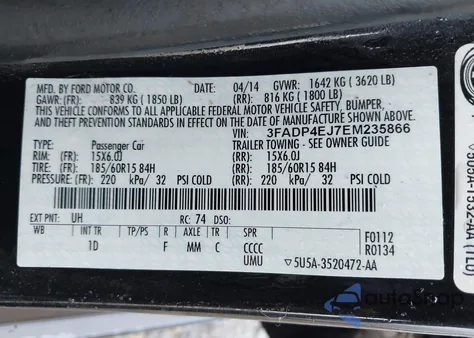 MFD. BY FORD MOTOR CO. DATE: 04/14 GVWR: 1642 KG ( 3620 LB)
GAWR: (FR): 839 KG ( 1850 LB) (RR): 816 KG ( 1800 LB)
THIS VEHICLE CONFORMS TO ALL APPLICABLE FEDERAL MOTOR VEHICLE SAFETY, BUMPER,
AND THEFT PREVENTION STANDARDS IN EFFECT ON THE DATE OF MANUFACTURE SHOWN ABOVE.
VIN: 3FADP4EJ7EM235866
TYPE: Passenger Car TRAILER TOWING - SEE OWNER GUIDE
RIM: (FR) 15X6.0J (RR): 15X6.0J
TIRE: (FR) 185/60R15 84H (RR): 185/60R15 84H
PRESSURE: (FR) 220 kPa/ 32 PSI COLD (RR): 220 kPa/ 32 PSI COLD
EXT PNT: UH RC: 74 DSO: F0112
WB INT TR TP/PS R AXLE TR SPR R0134
1D F MM C CCCC
UMU ▽5U5A-3520472-AA
AutoShop